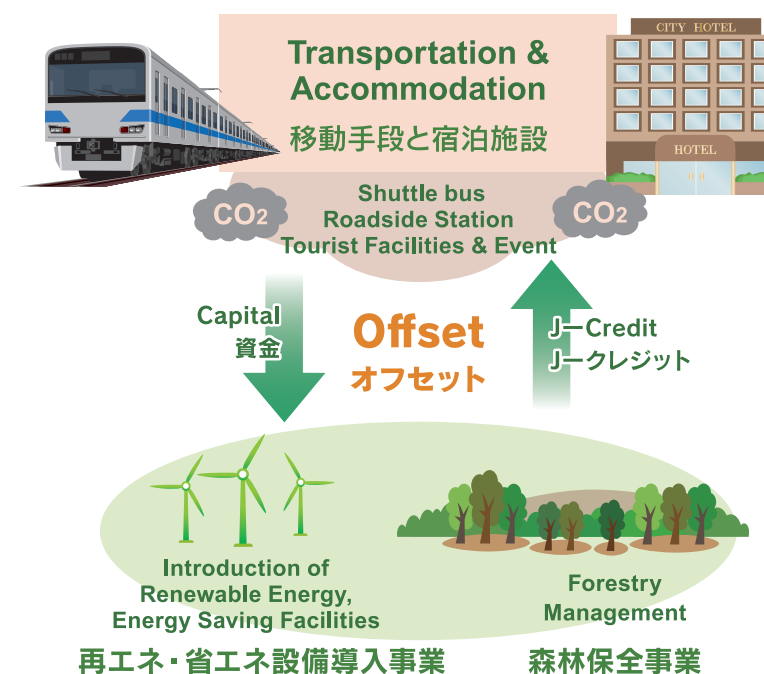 Transportation &
Accommodation
移動手段と宿泊施設
CITY HOTEL
HOTEL
CO2
Shuttle bus
Roadside Station
Tourist Facilities & Event
CO2
Capital
資金
Offset
オフセット
J－Credit
J－クレジット
Introduction of
Renewable Energy,
Energy Saving Facilities
再エネ・省エネ設備導入事業
Forestry
Management
森林保全事業